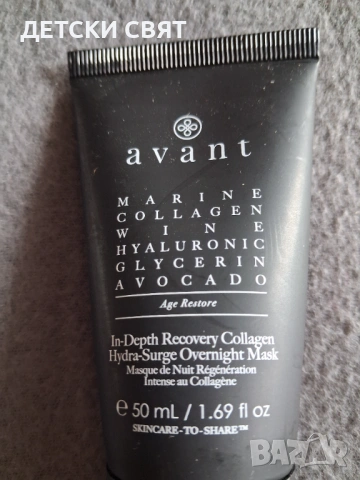 ДЕТСКИ СВЯТ
avant
MARINE
COLLAGEN
WINE
HYALURONIC
GLYCERIN
AVOCADO
Age Restore
In-Depth Recovery Collagen
Hydra-Surge Overnight Mask
Masque de Nuit Régénération
Intense au Collagène
e 50 mL / 1.69 fl oz
SKINCARE-TO-SHARE™
bazar